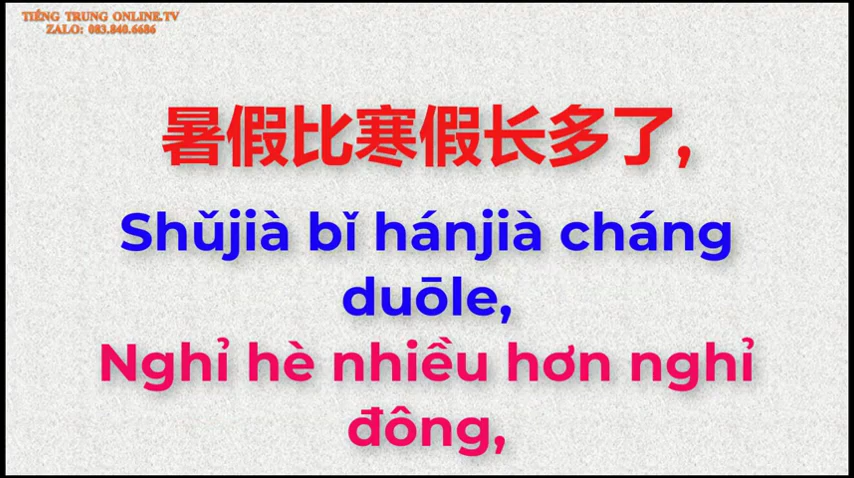 TIẾNG TRUNG ONLINE.TV
ZALO: 083.840.6686
暑假比寒假长多了,
Shǔjià bǐ hánjià cháng
duōle,
Nghỉ hè nhiều hơn nghỉ
đông,